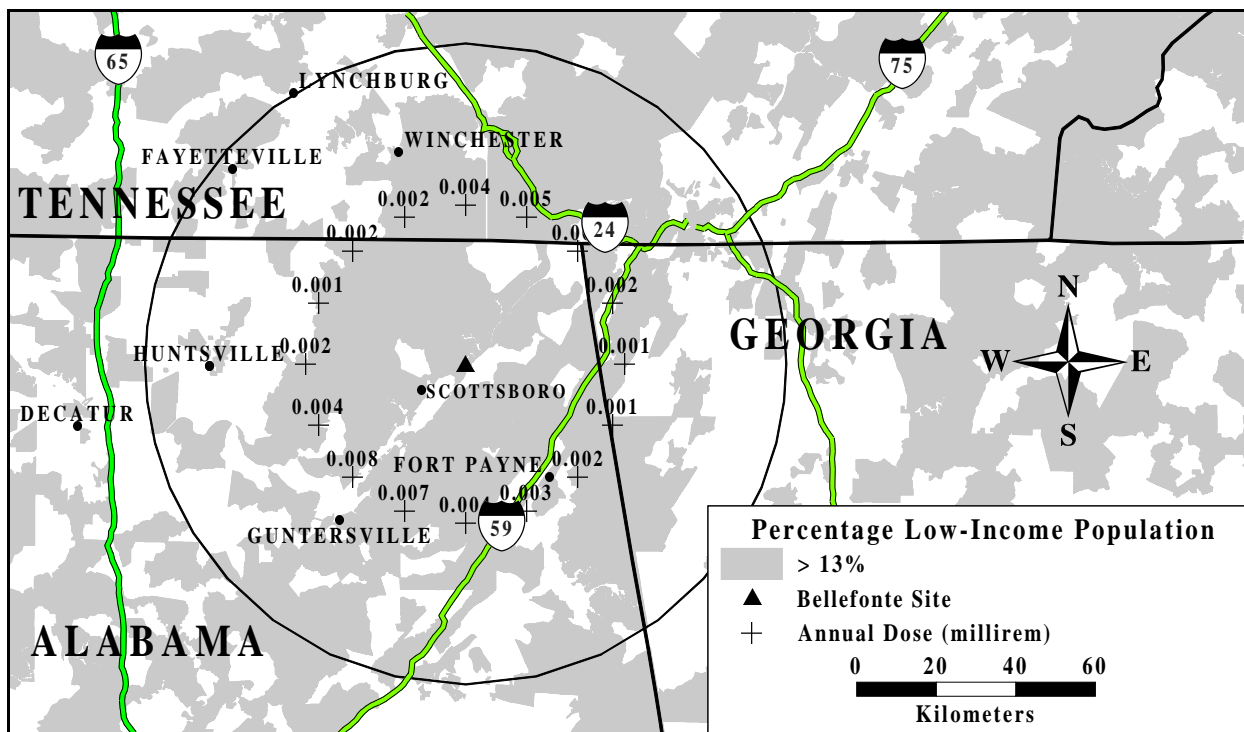 65
75
LYNCHBURG
WINCHESTER
FAYETTEVILLE
TENNESSEE
0.002
0.004
0.005
24
0.002
0.001
0.002
N
GEORGIA
HUNTSVILLE
0.002
0.001
W
E
SCOTTSBORO
DECATUR
0.004
0.001
S
0.008
FORT PAYNE
0.002
0.007
0.003
59
GUNTERSVILLE
ALABAMA
Percentage Low-Income Population
> 13%
Bellefonte Site
Annual Dose (millirem)
0 20 40 60
Kilometers